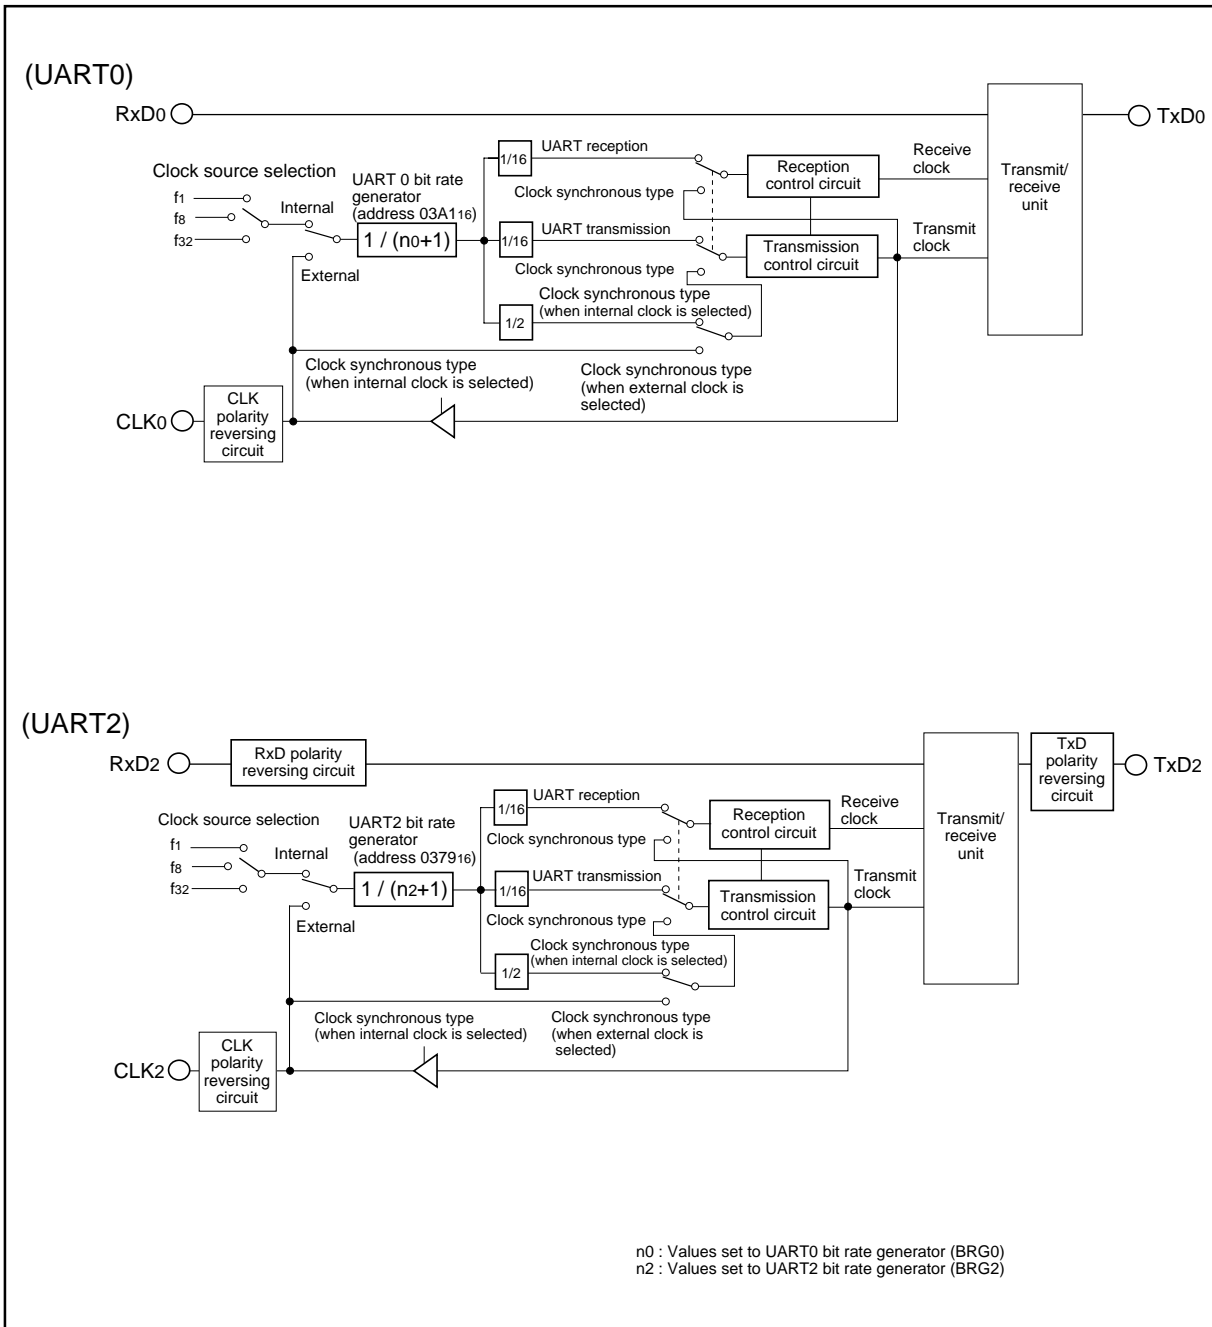 (UART0)
RxD0
TxD0
Clock source selection
f1
f8
f32
Internal
External
UART 0 bit rate
generator
(address 03A116)
1 / (n0+1)
1/16
UART reception
Clock synchronous type
1/16
UART transmission
Clock synchronous type
Clock synchronous type
(when internal clock is selected)
1/2
Reception
control circuit
Transmission
control circuit
Receive
clock
Transmit
clock
Transmit/
receive
unit
Clock synchronous type
(when internal clock is selected)
Clock synchronous type
(when external clock is
selected)
CLK0
CLK
polarity
reversing
circuit
(UART2)
RxD2
RxD polarity
reversing circuit
TxD
polarity
reversing
circuit
TxD2
Clock source selection
f1
f8
f32
Internal
External
UART2 bit rate
generator
(address 037916)
1 / (n2+1)
1/16
UART reception
Clock synchronous type
1/16
UART transmission
Clock synchronous type
Clock synchronous type
(when internal clock is selected)
1/2
Reception
control circuit
Transmission
control circuit
Receive
clock
Transmit
clock
Transmit/
receive
unit
Clock synchronous type
(when internal clock is selected)
Clock synchronous type
(when external clock is
selected)
CLK2
CLK
polarity
reversing
circuit
n0 : Values set to UART0 bit rate generator (BRG0)
n2 : Values set to UART2 bit rate generator (BRG2)